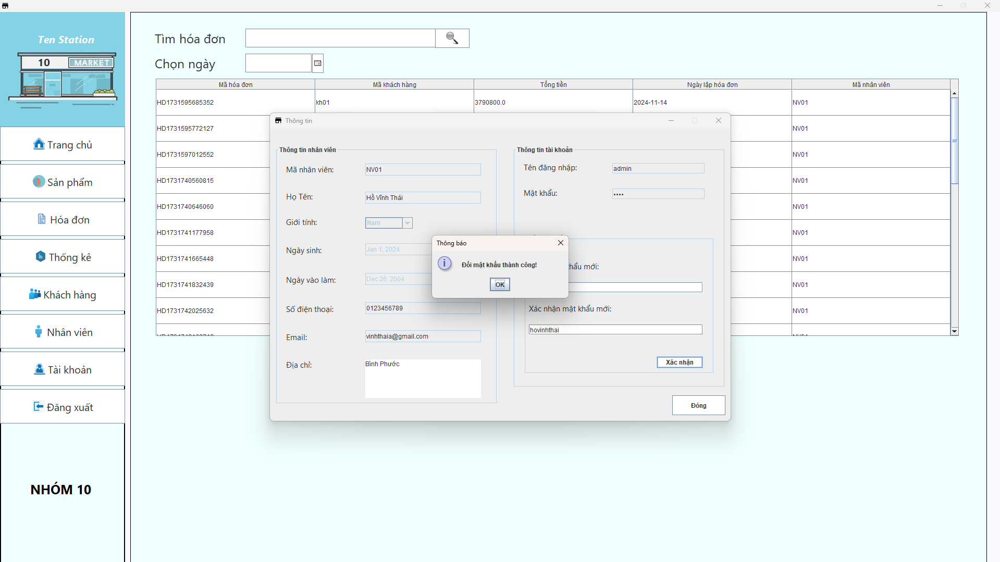 Ten Station
10 MARKET
Trang chủ
Sản phẩm
Hóa đơn
Thống kê
Khách hàng
Nhân viên
Tài khoản
Đăng xuất
NHÓM 10
Tìm hóa đơn
Chọn ngày
Mã hóa đơn Mã khách hàng Tổng tiền Ngày lập hóa đơn Mã nhân viên
HD1731595685352 kh01 3790800.0 2024-11-14 NV01
HD1731595772127 NV01
HD1731597012552 NV01
HD1731740560815 NV01
HD1731740646060 NV01
HD1731741177958 NV01
HD1731741665448 NV01
HD1731741832439 NV01
HD1731742025632 NV01
Thông tin
Thông tin nhân viên
Mã nhân viên: NV01
Họ Tên: Hồ Vĩnh Thái
Giới tính: Nam
Ngày sinh: Jan 1, 2024
Ngày vào làm: Dec 26, 2004
Số điện thoại: 0123456789
Email: vinhthaia@gmail.com
Địa chỉ: Bình Phước
Thông tin tài khoản
Tên đăng nhập: admin
Mật khẩu: ••••
khẩu mới:
Xác nhận mật khẩu mới:
hovinhthai
Xác nhận
Đóng
Thông báo
Đổi mật khẩu thành công!
OK